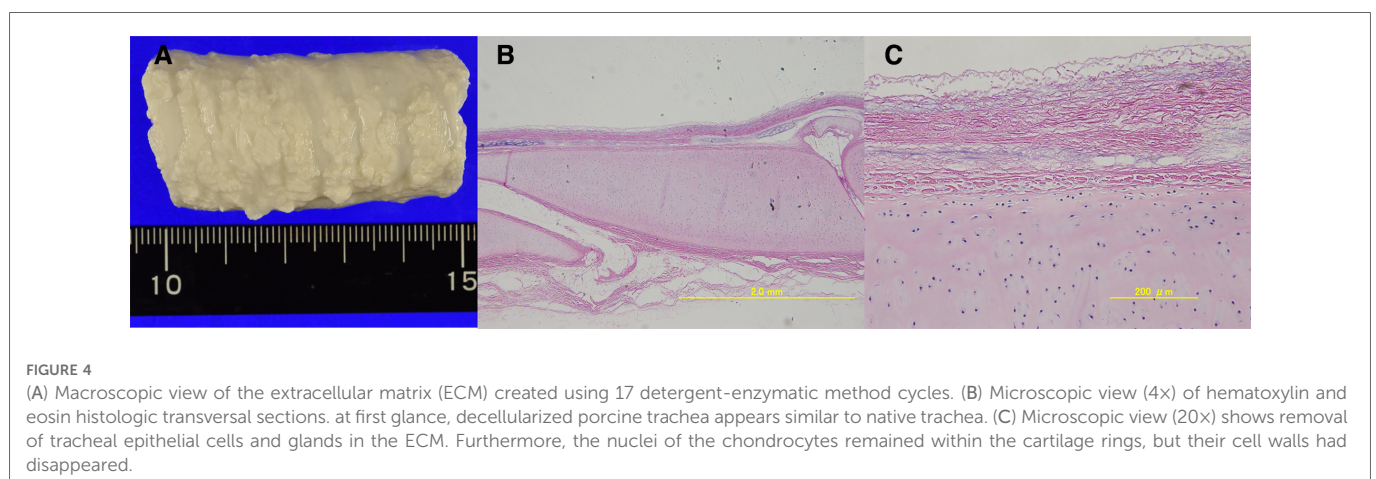 A
B
C
10
15
2.0 mm
200 μm
FIGURE 4
(A) Macroscopic view of the extracellular matrix (ECM) created using 17 detergent-enzymatic method cycles. (B) Microscopic view (4×) of hematoxylin and
eosin histologic transversal sections. at first glance, decellularized porcine trachea appears similar to native trachea. (C) Microscopic view (20×) shows removal
of tracheal epithelial cells and glands in the ECM. Furthermore, the nuclei of the chondrocytes remained within the cartilage rings, but their cell walls had
disappeared.